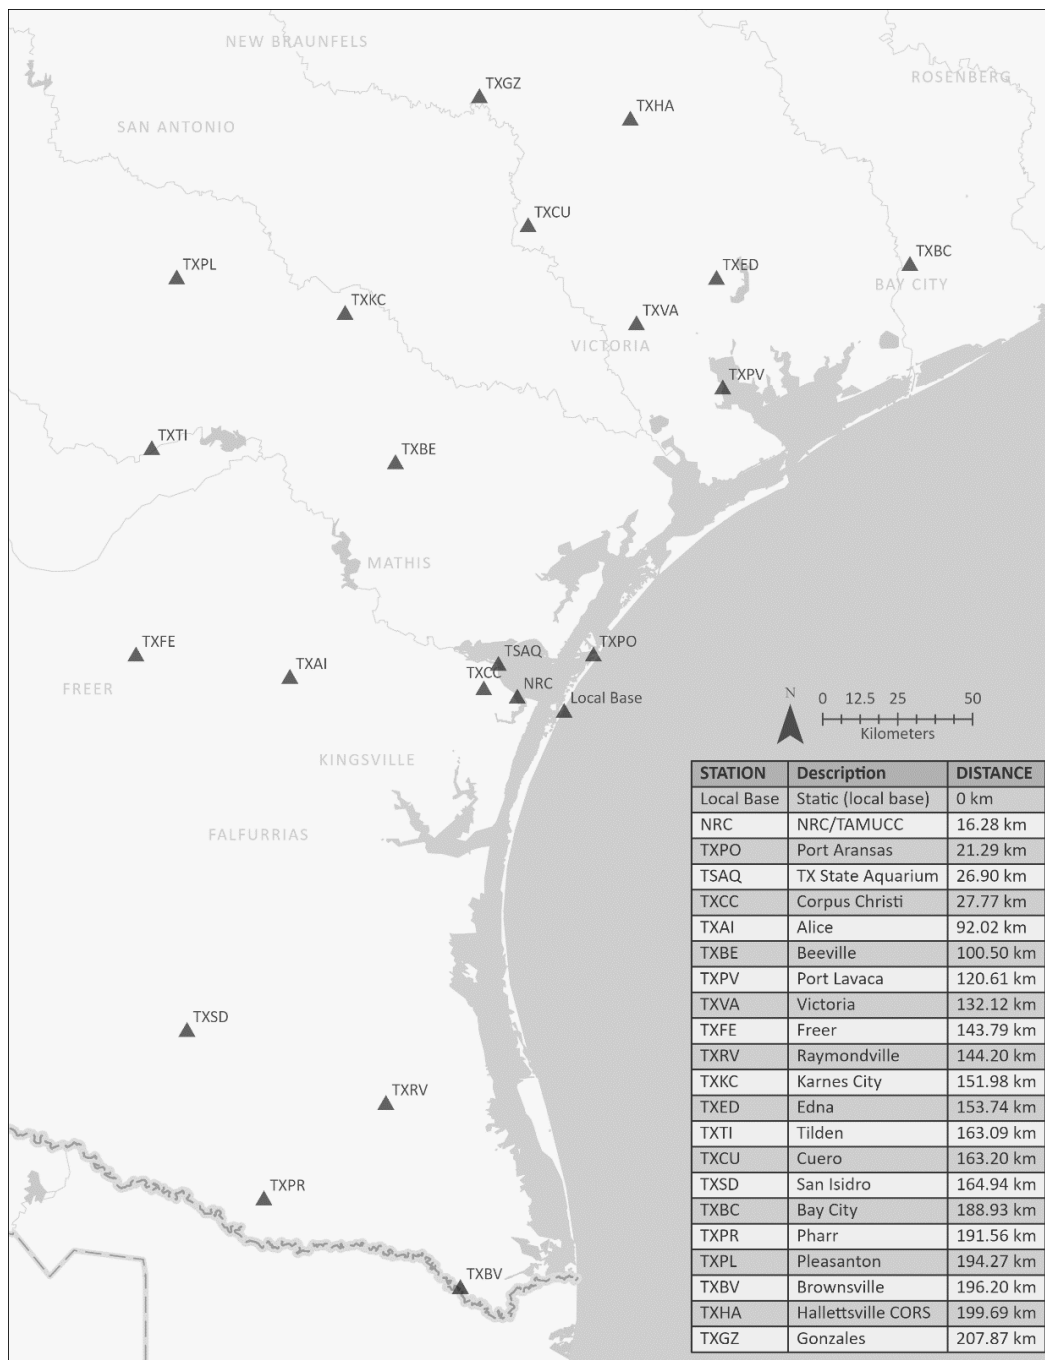 NEW BRAUNFELS
ROSENBERG
TXGZ
TXHA
SAN ANTONIO
TXCU
TXPL
TXED
TXBC
BAY CITY
TXKC
TXVA
VICTORIA
TXPV
TXTI
TXBE
MATHIS
TXFE
TXAI
TSAQ
TXPO
TXCC
NRC
FREER
Local Base
N
0 12.5 25 50
Kilometers
KINGSVILLE
FALFURRIAS
TXSD
TXRV
TXPR
TXBV
STATION Description DISTANCE
Local Base Static (local base) 0 km
NRC NRC/TAMUCC 16.28 km
TXPO Port Aransas 21.29 km
TSAQ TX State Aquarium 26.90 km
TXCC Corpus Christi 27.77 km
TXAI Alice 92.02 km
TXBE Beeville 100.50 km
TXPV Port Lavaca 120.61 km
TXVA Victoria 132.12 km
TXFE Freer 143.79 km
TXRV Raymondville 144.20 km
TXKC Karnes City 151.98 km
TXED Edna 153.74 km
TXTI Tilden 163.09 km
TXCU Cuero 163.20 km
TXSD San Isidro 164.94 km
TXBC Bay City 188.93 km
TXPR Pharr 191.56 km
TXPL Pleasanton 194.27 km
TXBV Brownsville 196.20 km
TXHA Hallettsville CORS 199.69 km
TXGZ Gonzales 207.87 km